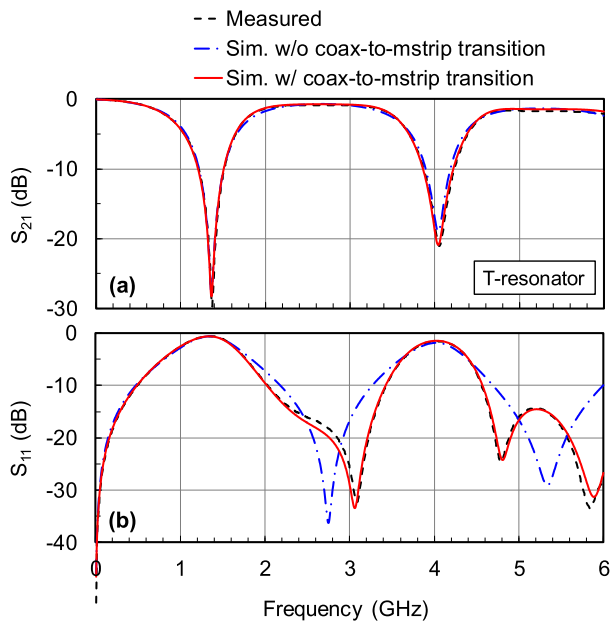 Measured
Sim. w/o coax-to-mstrip transition
Sim. w/ coax-to-mstrip transition
0
-10
-20
-30
S21 (dB)
(a)
T-resonator
0
-10
-20
-30
-40
S11 (dB)
(b)
0 1 2 3 4 5 6
Frequency (GHz)